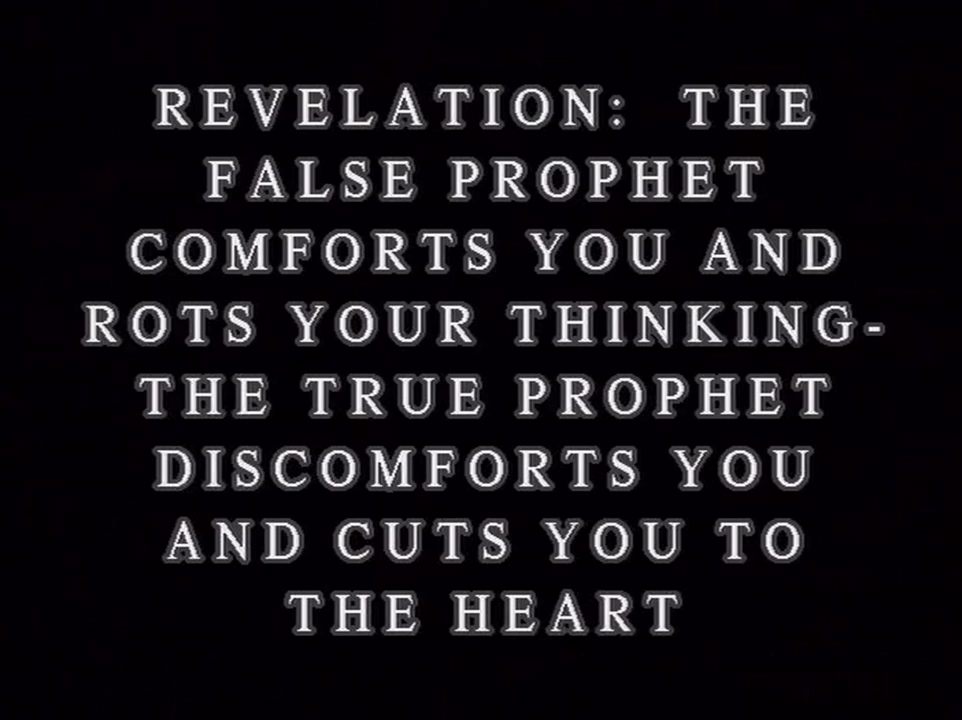 REVELATION: THE
FALSE PROPHET
COMFORTS YOU AND
ROTS YOUR THINKING-
THE TRUE PROPHET
DISCOMFORTS YOU
AND CUTS YOU TO
THE HEART